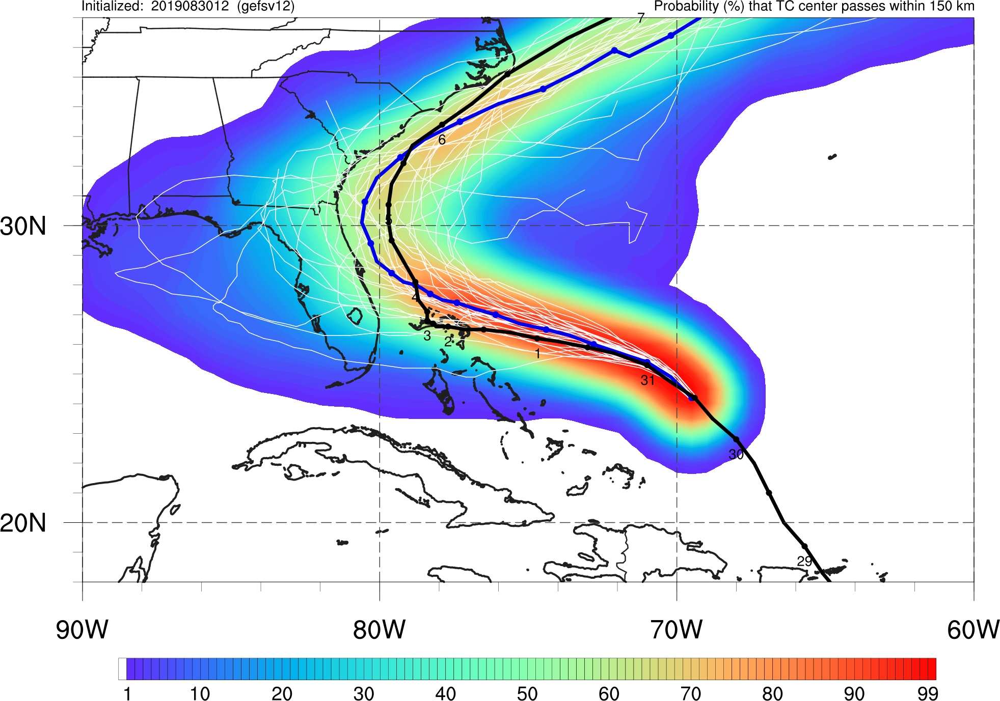 Initialized: 2019083012 (gefsv12)
Probability (%) that TC center passes within 150 km
7
6
30N
5
4
3
2
1
31
30
20N
29
90W 80W 70W 60W
1 10 20 30 40 50 60 70 80 90 99